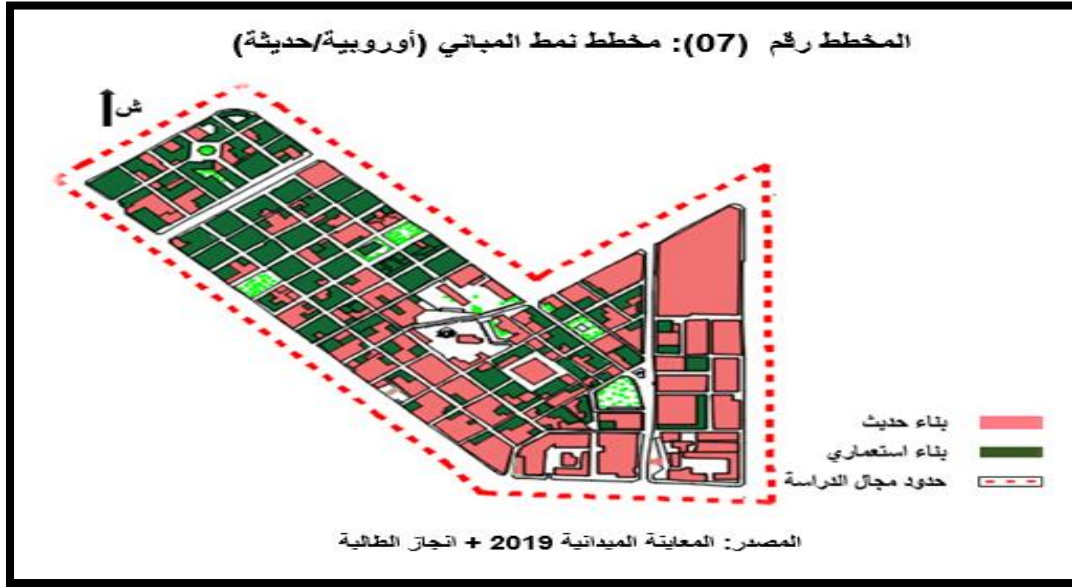 المخطط رقم (07): مخطط نمط المباني (أوروبية/حديثة)
ش
بناء حديث
بناء استعماري
حدود مجال الدراسة
المصدر: المعاينة الميدانية 2019 + انجاز الطالبة